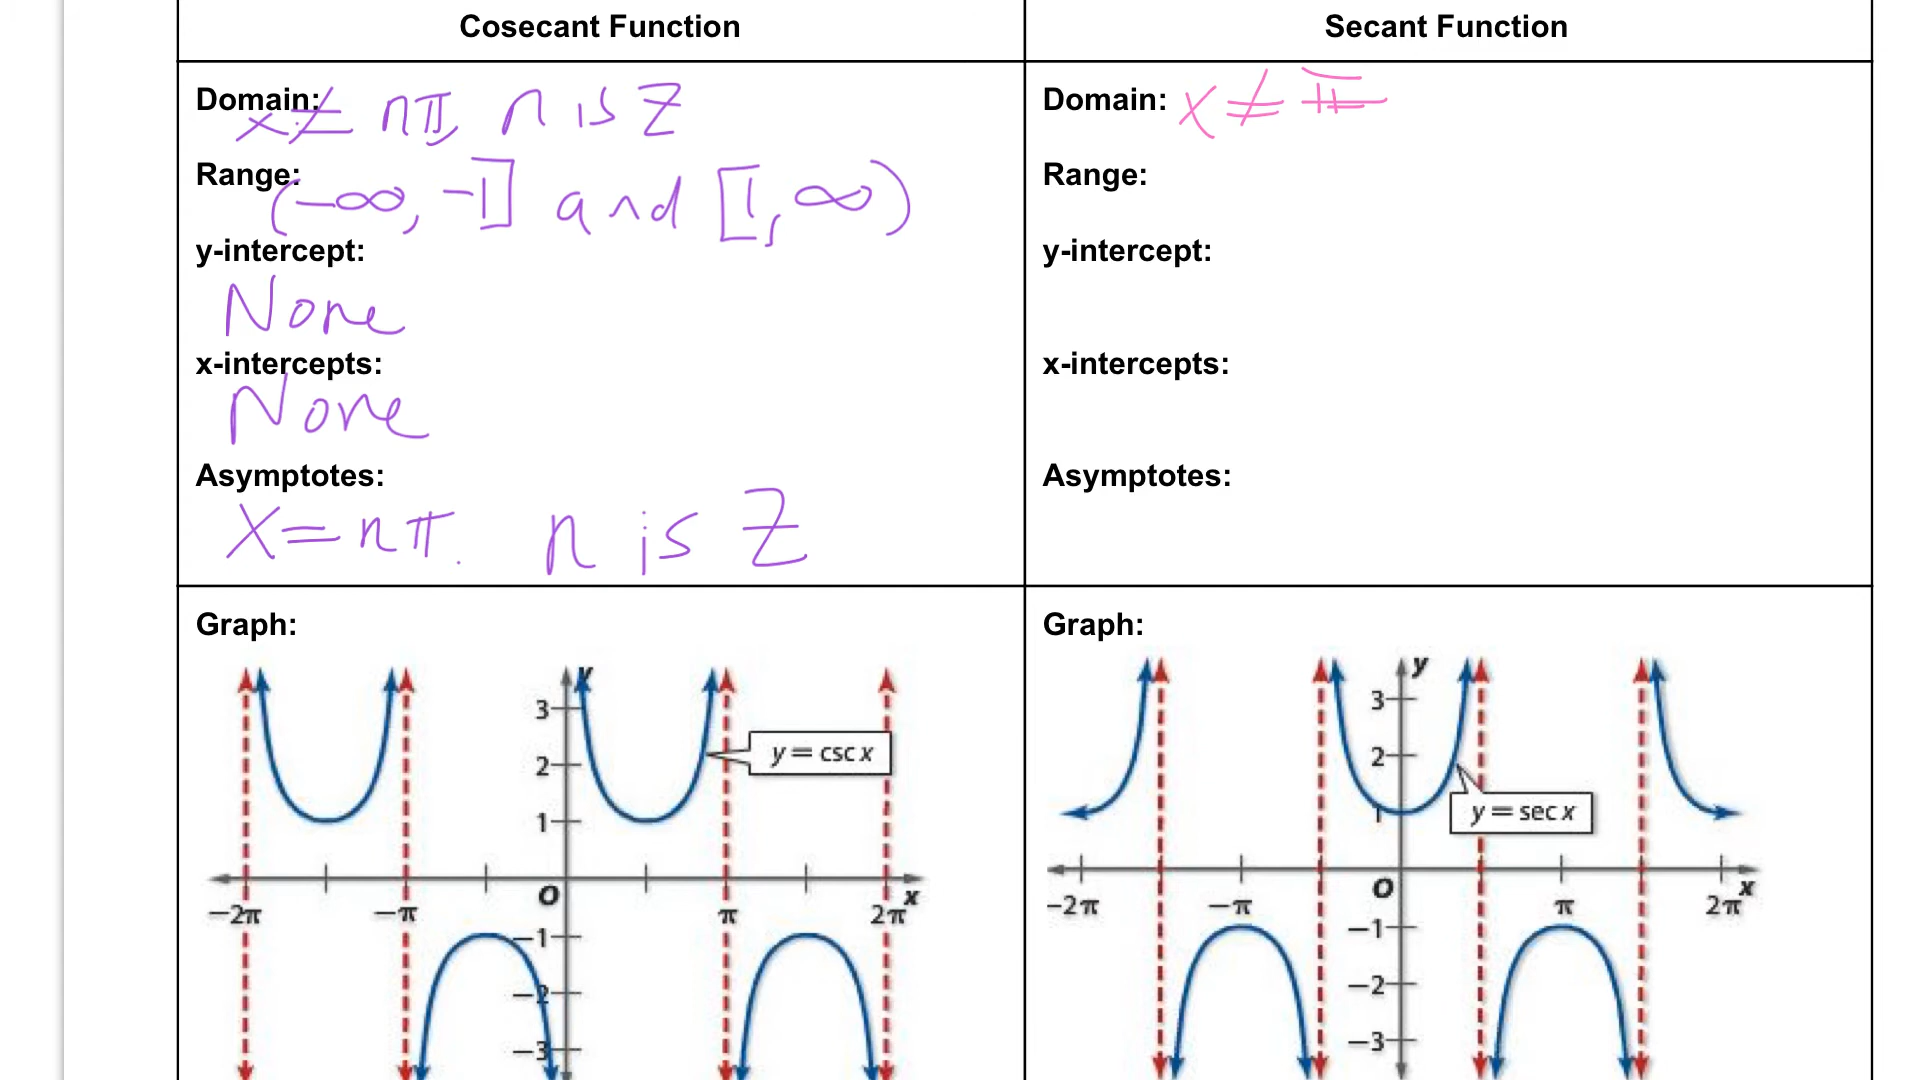 Cosecant Function
Secant Function
Domain: x ≠ nπ, n is Z
Range: (-∞, -1] and [1, ∞)
y-intercept:
None
x-intercepts:
None
Asymptotes:
x = nπ. n is Z
Domain: x ≠ π
Range:
y-intercept:
x-intercepts:
Asymptotes:
Graph:
y
3
2
1
y = csc x
O
x
−2π
−π
π
2π
−1
−2
−3
Graph:
y
3
2
1
y = sec x
O
x
−2π
−π
π
2π
−1
−2
−3